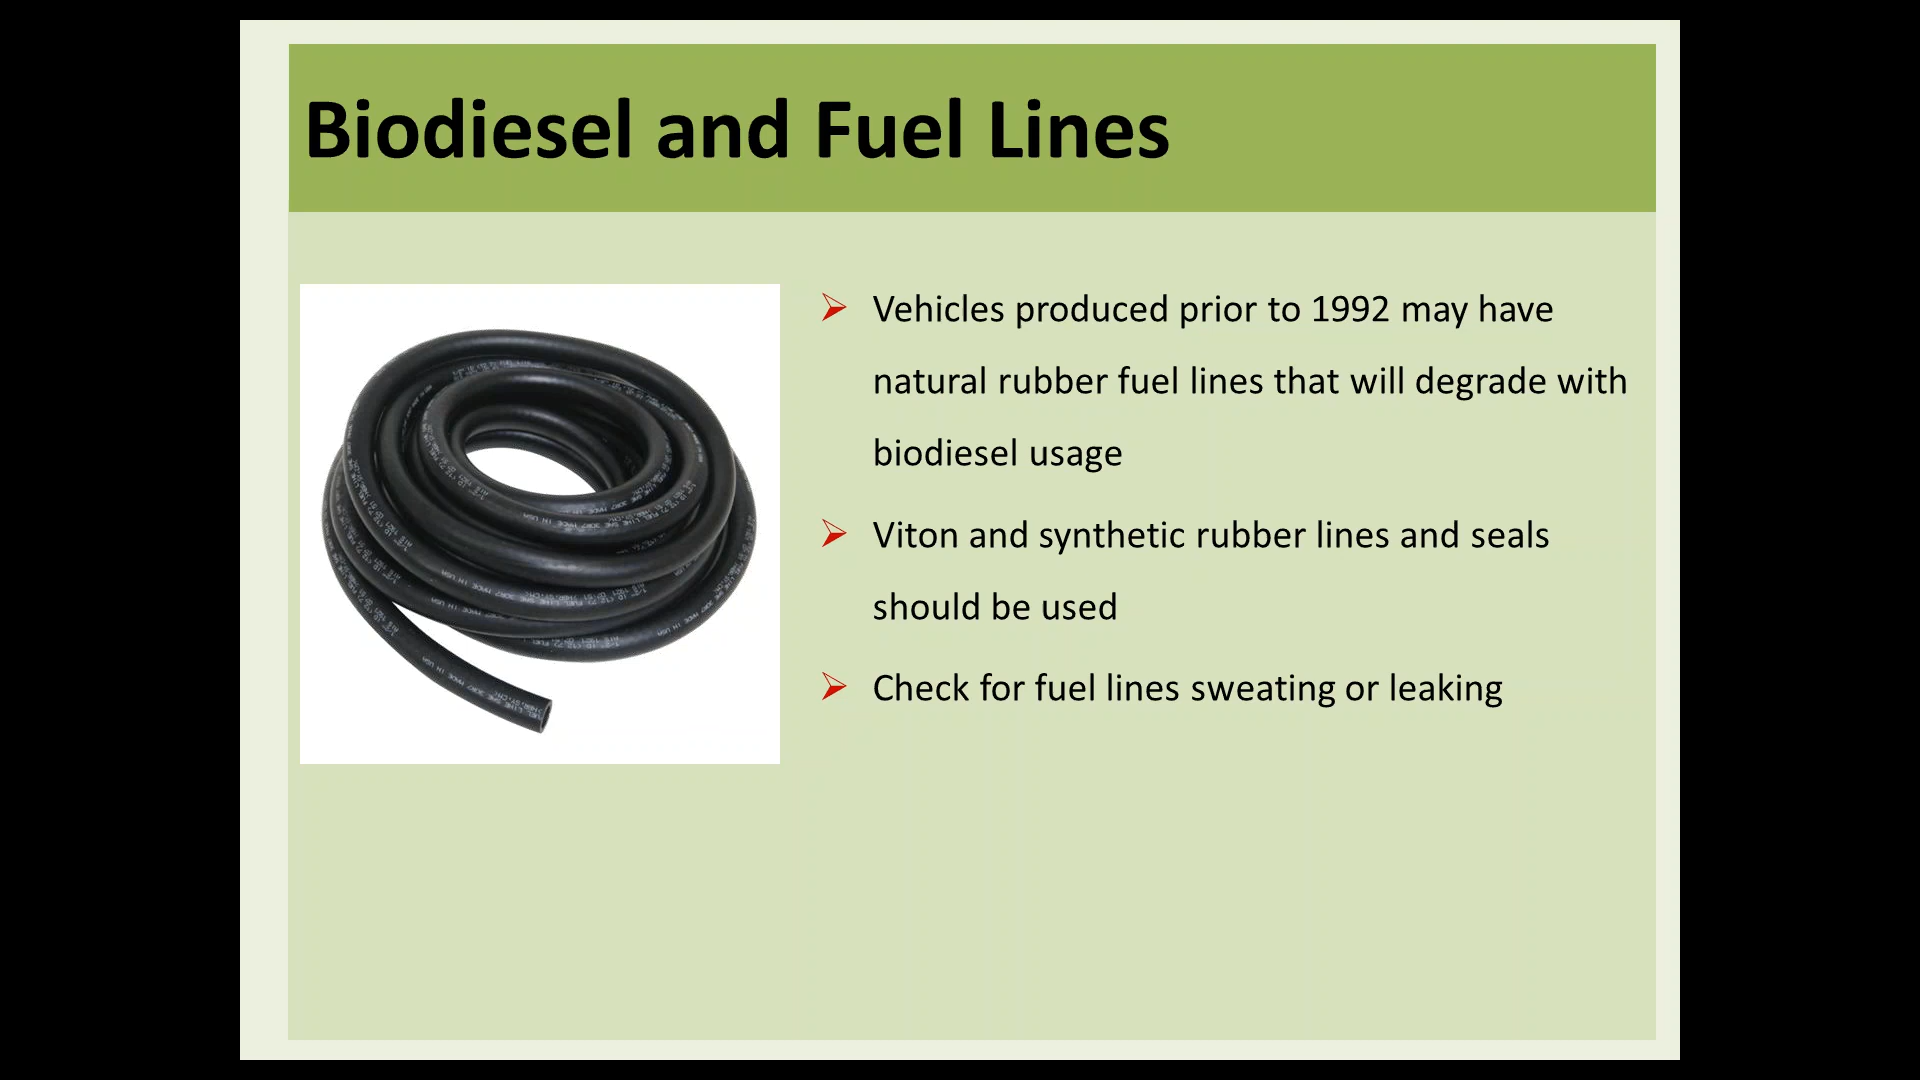 Biodiesel and Fuel Lines
Vehicles produced prior to 1992 may have
natural rubber fuel lines that will degrade with
biodiesel usage
Viton and synthetic rubber lines and seals
should be used
Check for fuel lines sweating or leaking